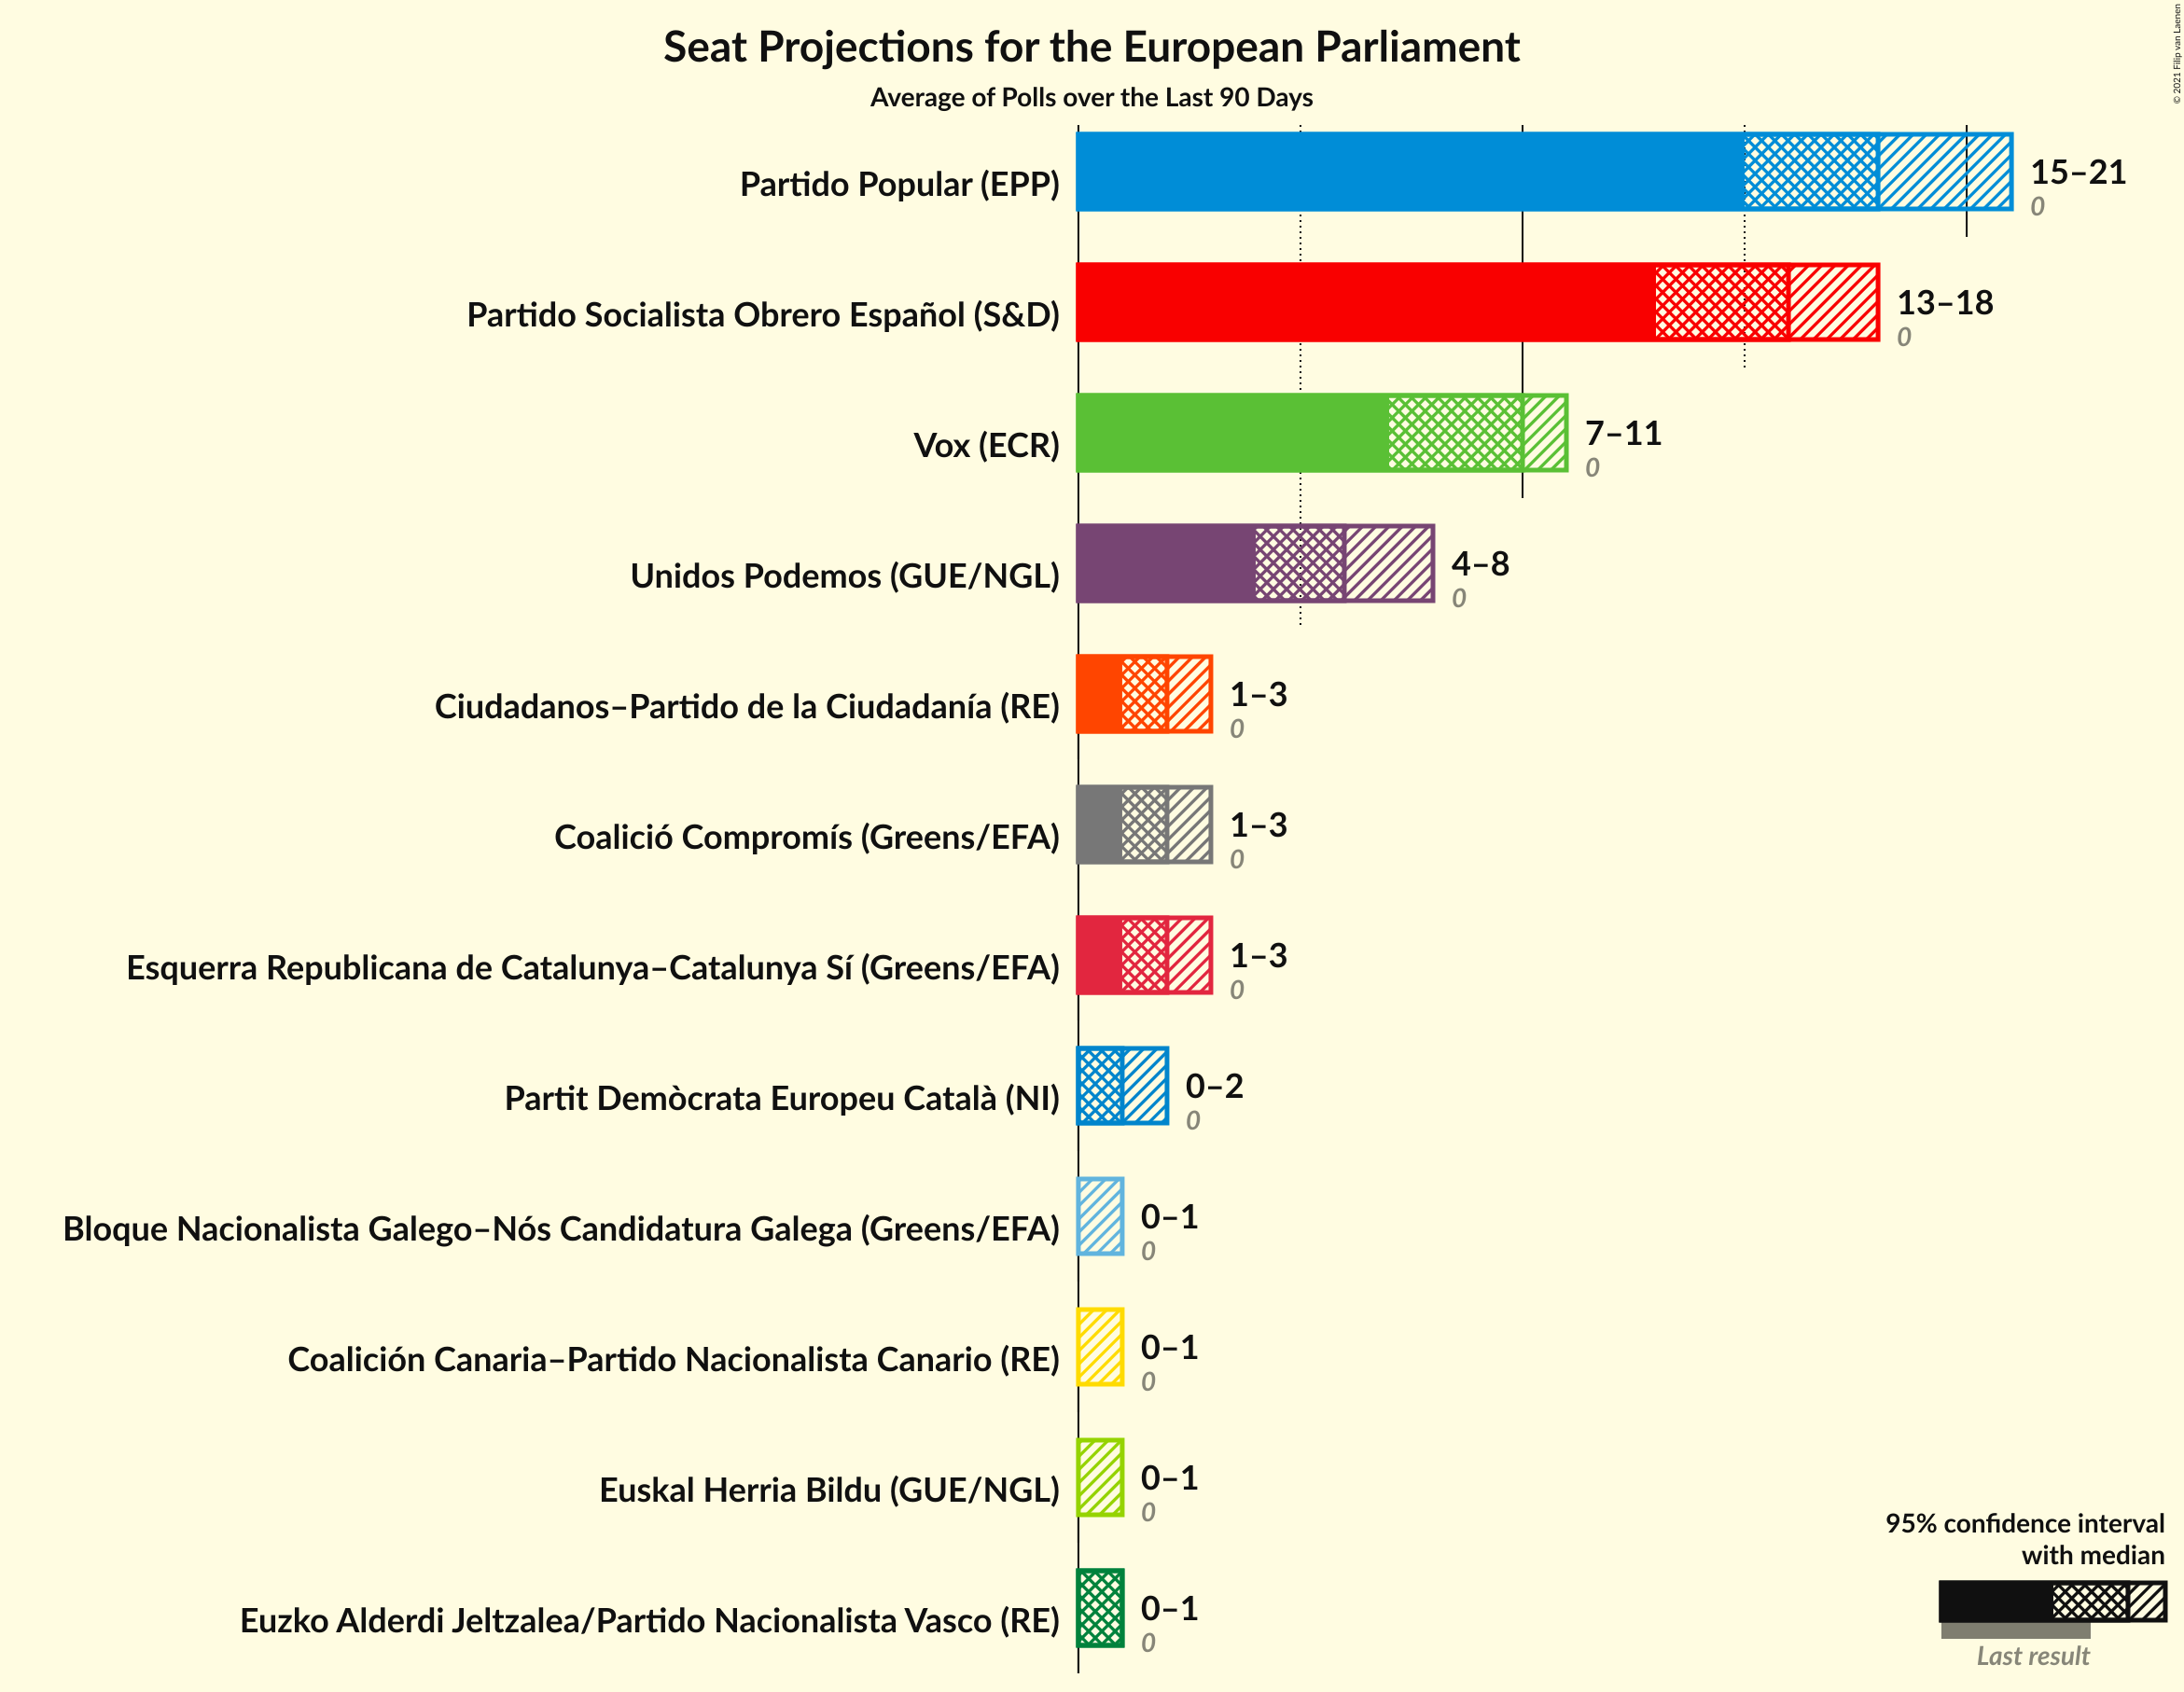 Seat Projections for the European Parliament
Average of Polls over the Last 90 Days
© 2021 Filip van Laenen
Partido Popular (EPP)
15–21
0
Partido Socialista Obrero Español (S&D)
13–18
0
Vox (ECR)
7–11
0
Unidos Podemos (GUE/NGL)
4–8
0
Ciudadanos–Partido de la Ciudadanía (RE)
1–3
0
Coalició Compromís (Greens/EFA)
1–3
0
Esquerra Republicana de Catalunya–Catalunya Sí (Greens/EFA)
1–3
0
Partit Demòcrata Europeu Català (NI)
0–2
0
Bloque Nacionalista Galego–Nós Candidatura Galega (Greens/EFA)
0–1
0
Coalición Canaria–Partido Nacionalista Canario (RE)
0–1
0
Euskal Herria Bildu (GUE/NGL)
0–1
0
Euzko Alderdi Jeltzalea/Partido Nacionalista Vasco (RE)
0–1
0
95% confidence interval
with median
Last result